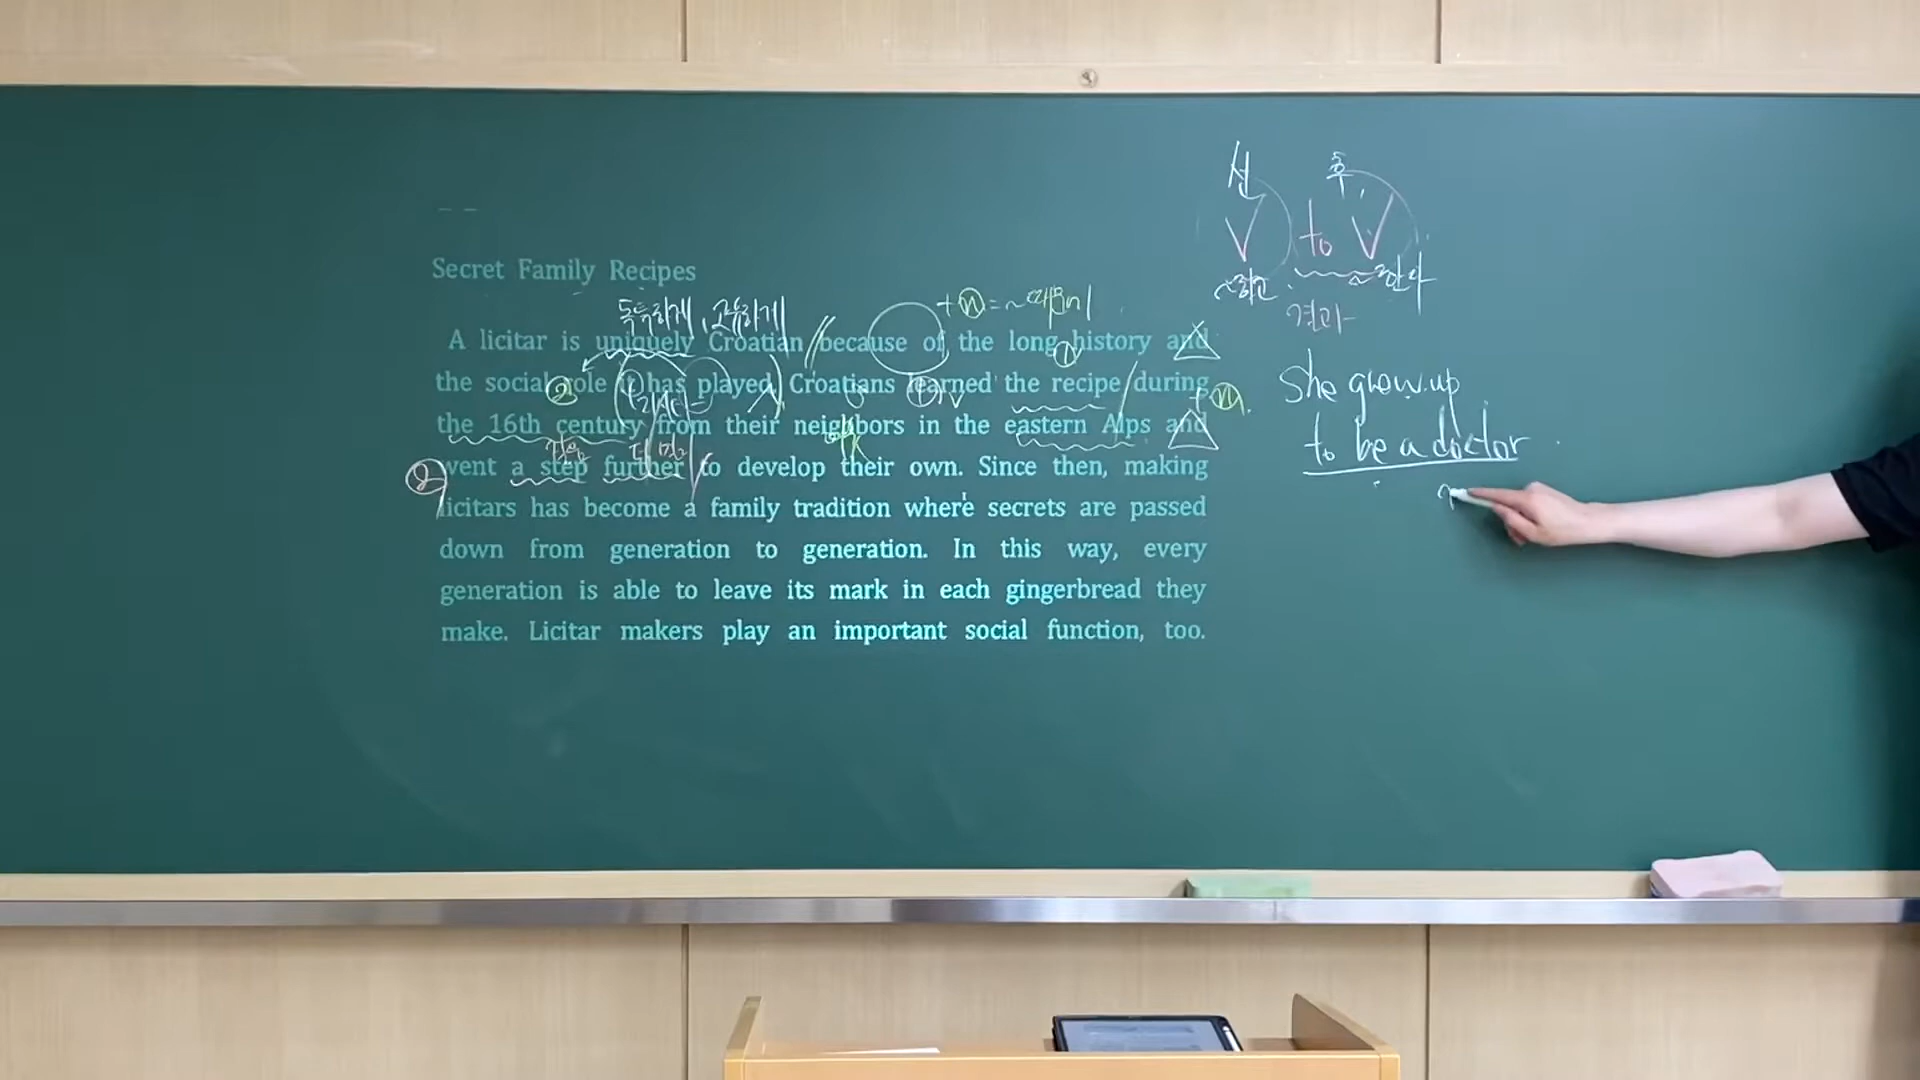 Secret Family Recipes
독특하게, 고유하게
+ⓝ=~때문에
A licitar is uniquely Croatian because of the long history and
the social role it has played. Croatians learned the recipe during
the 16th century from their neighbors in the eastern Alps and
went a step further to develop their own. Since then, making
licitars has become a family tradition where secrets are passed
down from generation to generation. In this way, every
generation is able to leave its mark in each gingerbread they
make. Licitar makers play an important social function, too.
선 후
V to V
~하고 ~한다
결과
She grow up
to be a doctor